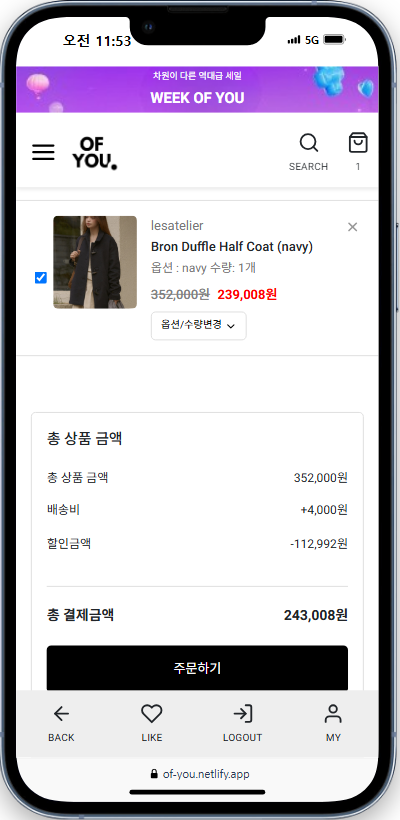 오전 11:53
5G
차원이 다른 역대급 세일
WEEK OF YOU
OF
YOU.
SEARCH
1
lesatelier
Bron Duffle Half Coat (navy)
옵션 : navy 수량: 1개
352,000원 239,008원
옵션/수량변경
총 상품 금액
총 상품 금액 352,000원
배송비 +4,000원
할인금액 -112,992원
총 결제금액 243,008원
주문하기
BACK LIKE LOGOUT MY
of-you.netlify.app